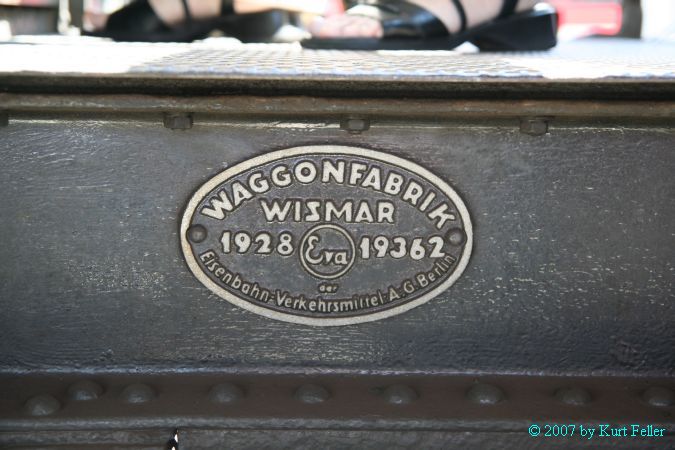 WAGGONFABRIK
WISMAR
1928 Eva 19362
der
Eisenbahn-Verkehrsmittel-A.G. Berlin
© 2007 by Kurt Feller